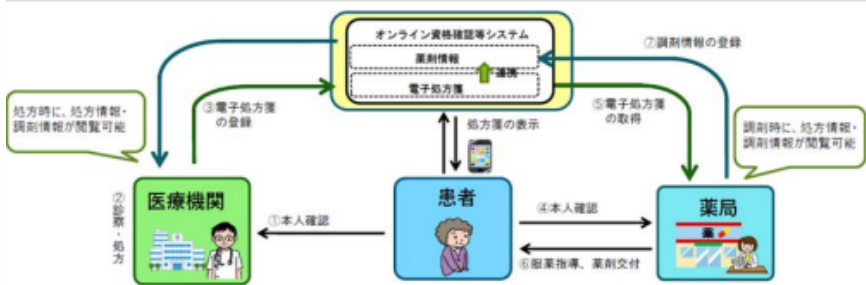 オンライン資格確認等システム
薬剤情報
連携
電子処方箋
⑦調剤情報の登録
③電子処方箋
の登録
⑤電子処方箋
の取得
処方時に、処方情報・
調剤情報が閲覧可能
処方箋の表示
調剤時に、処方情報・
調剤情報が閲覧可能
②診察・処方
医療機関
①本人確認
患者
④本人確認
⑥服薬指導、薬剤交付
薬局
薬